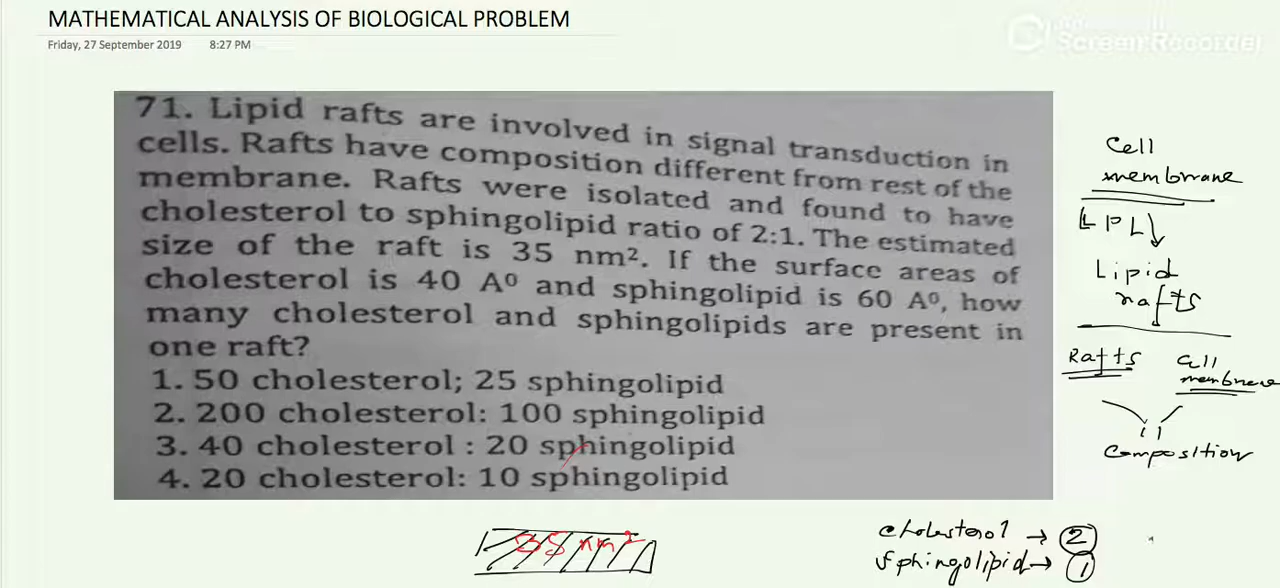 MATHEMATICAL ANALYSIS OF BIOLOGICAL PROBLEM
Friday, 27 September 2019 8:27 PM
71. Lipid rafts are involved in signal transduction in
cells. Rafts have composition different from rest of the
membrane. Rafts were isolated and found to have
cholesterol to sphingolipid ratio of 2:1. The estimated
size of the raft is 35 nm². If the surface areas of
cholesterol is 40 A⁰ and sphingolipid is 60 A⁰, how
many cholesterol and sphingolipids are present in
one raft?
1. 50 cholesterol; 25 sphingolipid
2. 200 cholesterol: 100 sphingolipid
3. 40 cholesterol : 20 sphingolipid
4. 20 cholesterol: 10 sphingolipid
Cell
membrane
LPL
Lipid
rafts
Rafts Cell
membrane
Composition
35 nm²
cholesterol → 2
Sphingolipid → 1